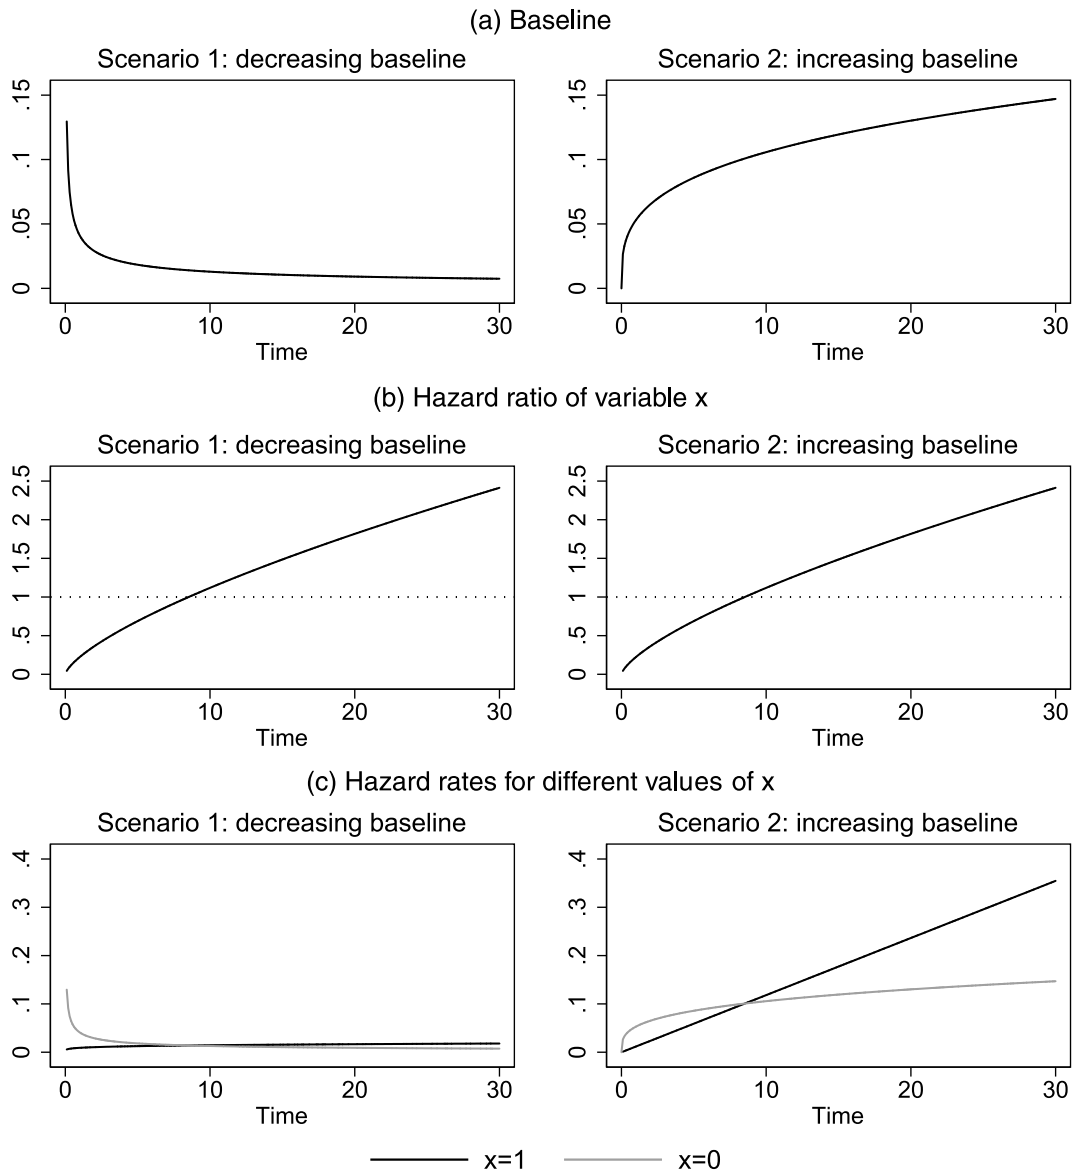 (a) Baseline
Scenario 1: decreasing baseline
.15
.1
.05
0
0 10 20 30
Time
Scenario 2: increasing baseline
.15
.1
.05
0
0 10 20 30
Time
(b) Hazard ratio of variable x
Scenario 1: decreasing baseline
2.5
2
1.5
1
.5
0
0 10 20 30
Time
Scenario 2: increasing baseline
2.5
2
1.5
1
.5
0
0 10 20 30
Time
(c) Hazard rates for different values of x
Scenario 1: decreasing baseline
.4
.3
.2
.1
0
0 10 20 30
Time
Scenario 2: increasing baseline
.4
.3
.2
.1
0
0 10 20 30
Time
x=1 x=0